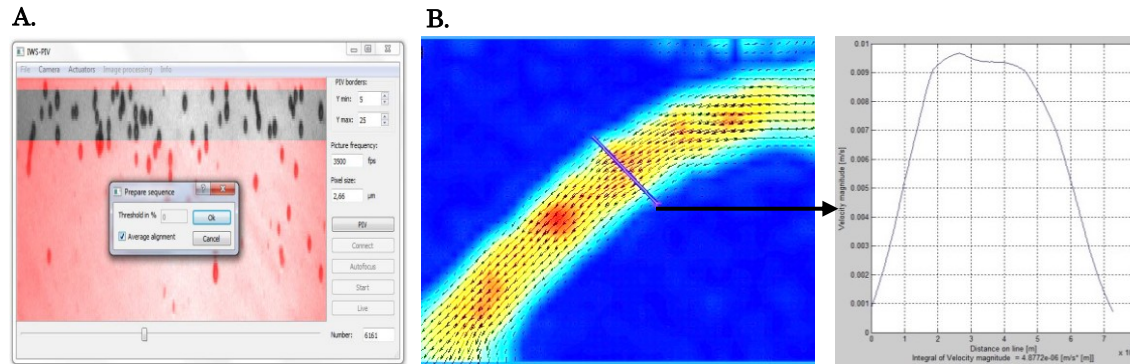 A.
B.
IWS-PIV
File Camera Actuators Image processing Info
PIV borders:
Y min: 5
Y max: 25
Picture frequency:
3500 fps
Pixel size:
2,66 µm
PIV
Connect
Autofocus
Start
Live
Number: 6161
Prepare sequence
Threshold in % 0
Ok
Average alignment
Cancel
0.01
0.009
0.008
0.007
0.006
0.005
0.004
0.003
0.002
0.001
0
Velocity magnitude [m/s]
0 1 2 3 4 5 6 7
Distance on line [m]
x 10
Integral of Velocity magnitude = 4.8772e-06 [m/s* [m]]